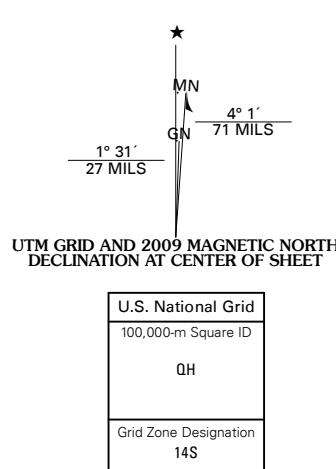 ★
MN
GN
4° 1´
71 MILS
1° 31´
27 MILS
UTM GRID AND 2009 MAGNETIC NORTH
DECLINATION AT CENTER OF SHEET
U.S. National Grid
100,000-m Square ID
QH
Grid Zone Designation
14S